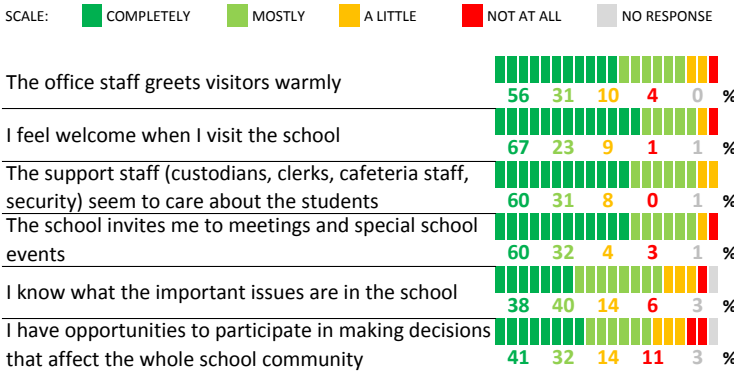 SCALE: COMPLETELY MOSTLY A LITTLE NOT AT ALL NO RESPONSE
The office staff greets visitors warmly
56 31 10 4 0 %
I feel welcome when I visit the school
67 23 9 1 1 %
The support staff (custodians, clerks, cafeteria staff,
security) seem to care about the students
60 31 8 0 1 %
The school invites me to meetings and special school
events
60 32 4 3 1 %
I know what the important issues are in the school
38 40 14 6 3 %
I have opportunities to participate in making decisions
that affect the whole school community
41 32 14 11 3 %